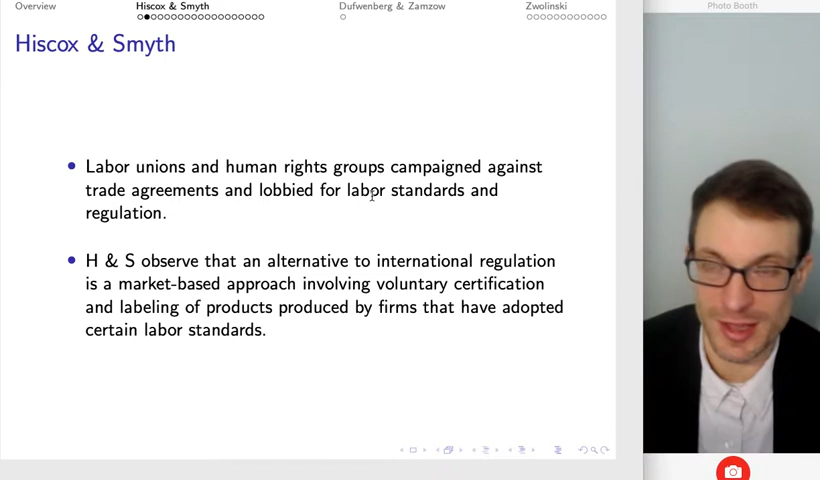 Overview Hiscox & Smyth Dufwenberg & Zamzow Zwolinski Photo Booth
Hiscox & Smyth
• Labor unions and human rights groups campaigned against
trade agreements and lobbied for labor standards and
regulation.
• H & S observe that an alternative to international regulation
is a market-based approach involving voluntary certification
and labeling of products produced by firms that have adopted
certain labor standards.